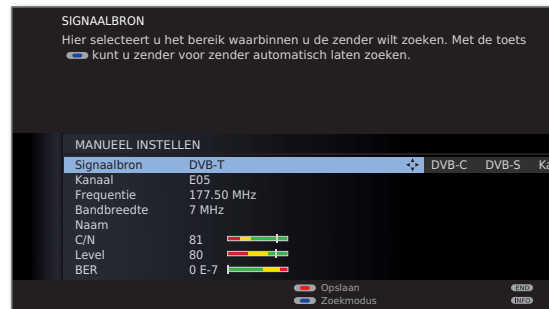 SIGNAALBRON
Hier selecteert u het bereik waarbinnen u de zender wilt zoeken. Met de toets
kunt u zender voor zender automatisch laten zoeken.
MANUEEL INSTELLEN
Signaalbron DVB-T DVB-C DVB-S Ka
Kanaal E05
Frequentie 177.50 MHz
Bandbreedte 7 MHz
Naam
C/N 81
Level 80
BER 0 E-7
Opslaan END
Zoekmodus INFO